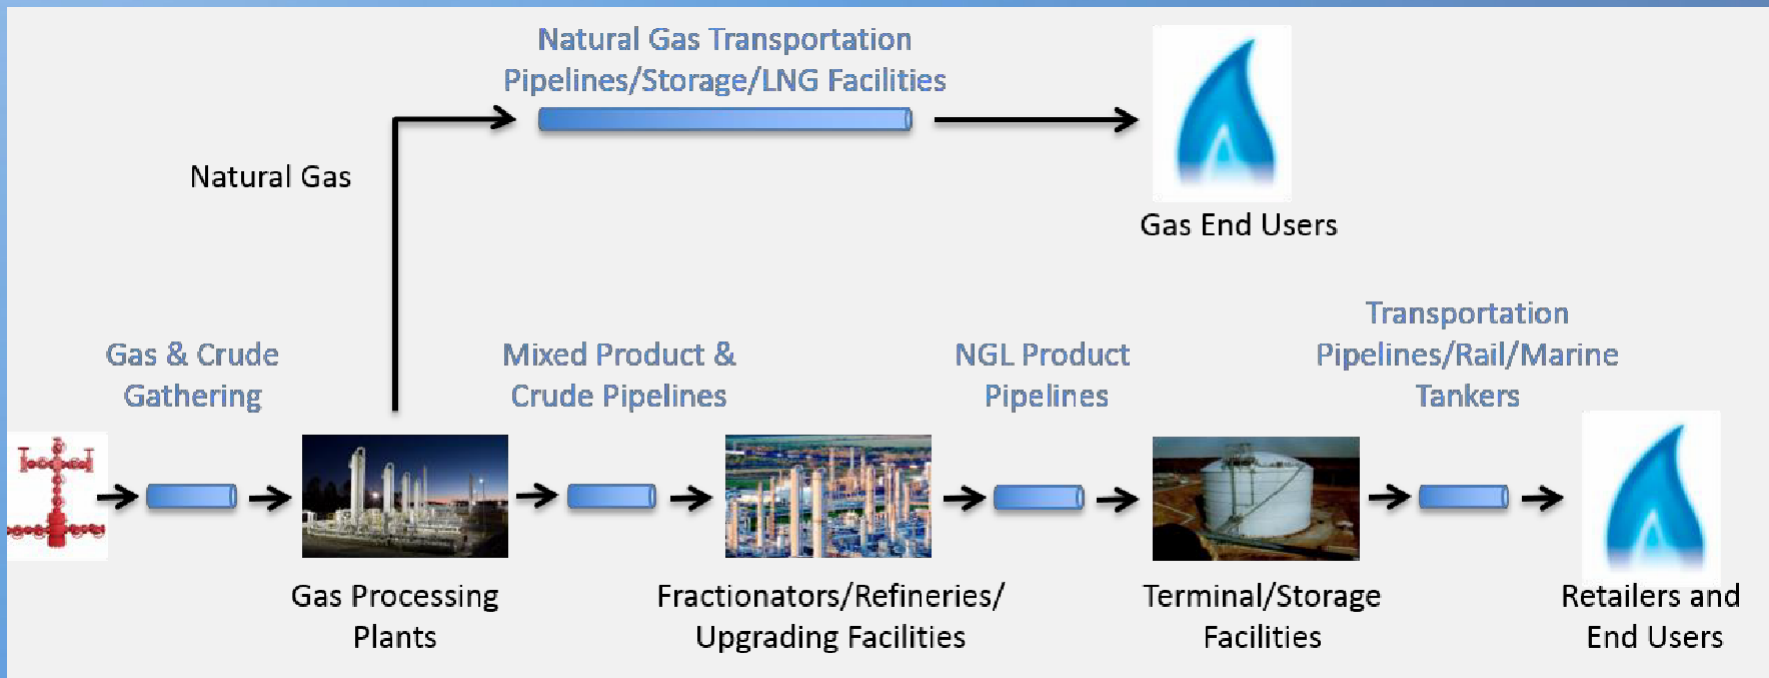 Natural Gas Transportation
Pipelines/Storage/LNG Facilities
Natural Gas
Gas End Users
Gas & Crude
Gathering
Mixed Product &
Crude Pipelines
NGL Product
Pipelines
Transportation
Pipelines/Rail/Marine
Tankers
Gas Processing
Plants
Fractionators/Refineries/
Upgrading Facilities
Terminal/Storage
Facilities
Retailers and
End Users